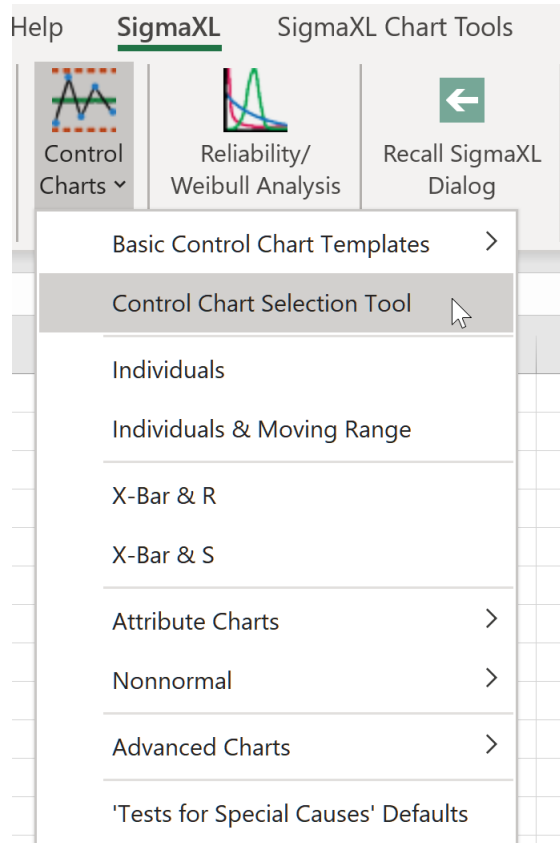 Help SigmaXL SigmaXL Chart Tools
Control
Charts
Reliability/
Weibull Analysis
Recall SigmaXL
Dialog
Basic Control Chart Templates
Control Chart Selection Tool
Individuals
Individuals & Moving Range
X-Bar & R
X-Bar & S
Attribute Charts
Nonnormal
Advanced Charts
'Tests for Special Causes' Defaults